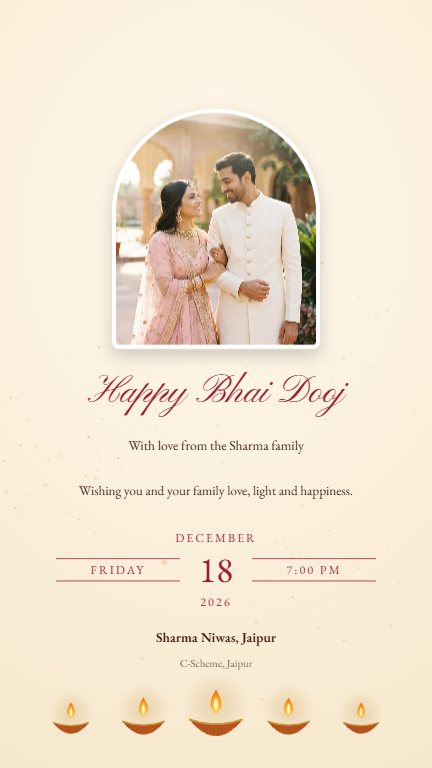 Happy Bhai Dooj
With love from the Sharma family
Wishing you and your family love, light and happiness.
DECEMBER
FRIDAY 18 7:00 PM
2026
Sharma Niwas, Jaipur
C-Scheme, Jaipur